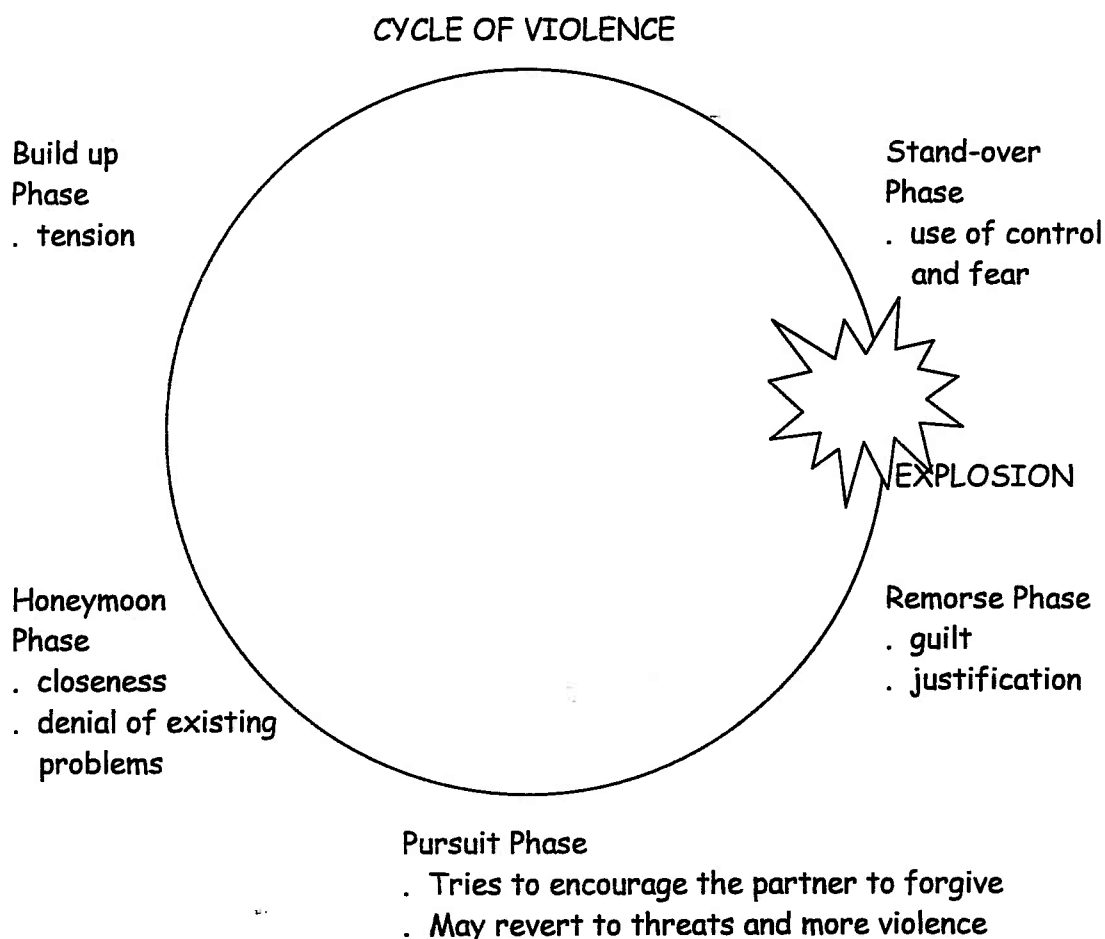 CYCLE OF VIOLENCE
Build up
Phase
. tension
Stand-over
Phase
. use of control
and fear
EXPLOSION
Remorse Phase
. guilt
. justification
Pursuit Phase
. Tries to encourage the partner to forgive
. May revert to threats and more violence
Honeymoon
Phase
. closeness
. denial of existing
problems